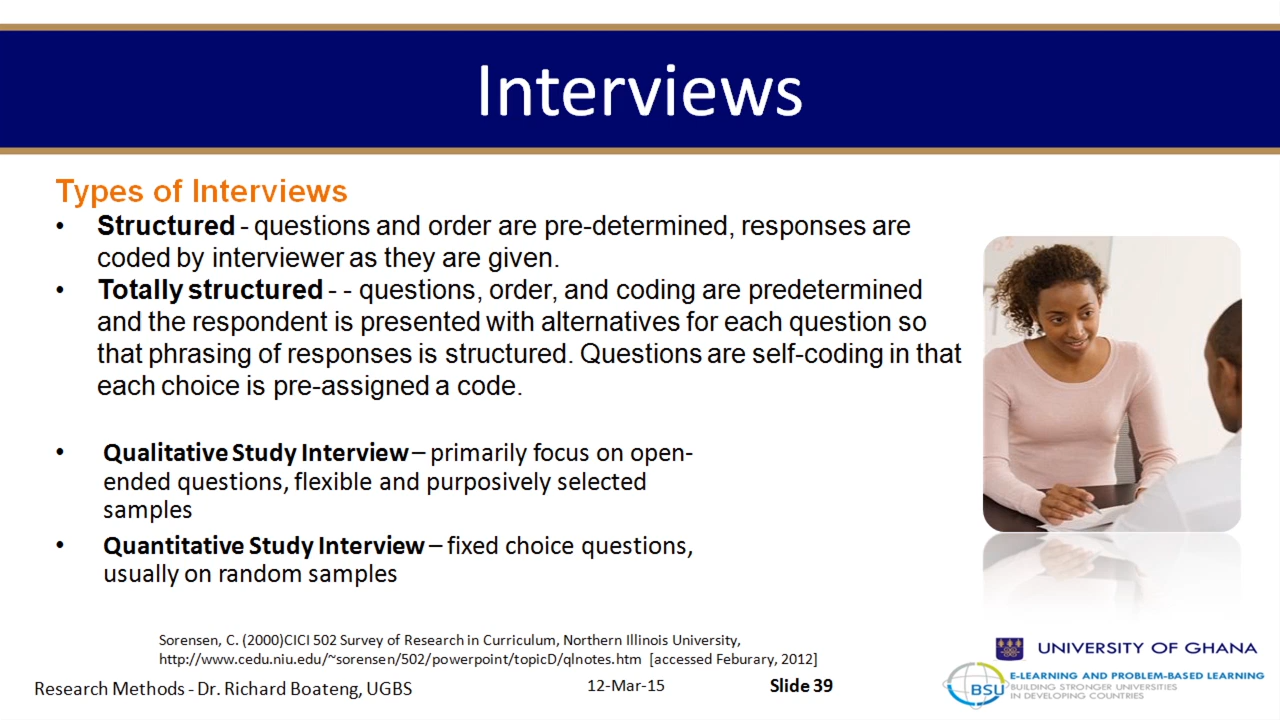 Interviews
Types of Interviews
• Structured - questions and order are pre-determined, responses are
coded by interviewer as they are given.
• Totally structured - - questions, order, and coding are predetermined
and the respondent is presented with alternatives for each question so
that phrasing of responses is structured. Questions are self-coding in that
each choice is pre-assigned a code.
• Qualitative Study Interview – primarily focus on open-
ended questions, flexible and purposively selected
samples
• Quantitative Study Interview – fixed choice questions,
usually on random samples
Sorensen, C. (2000)CICI 502 Survey of Research in Curriculum, Northern Illinois University,
http://www.cedu.niu.edu/~sorensen/502/powerpoint/topicD/qlnotes.htm [accessed Feburary, 2012]
Research Methods - Dr. Richard Boateng, UGBS
12-Mar-15
Slide 39
UNIVERSITY OF GHANA
BSU
E-LEARNING AND PROBLEM-BASED LEARNING
BUILDING STRONGER UNIVERSITIES
IN DEVELOPING COUNTRIES